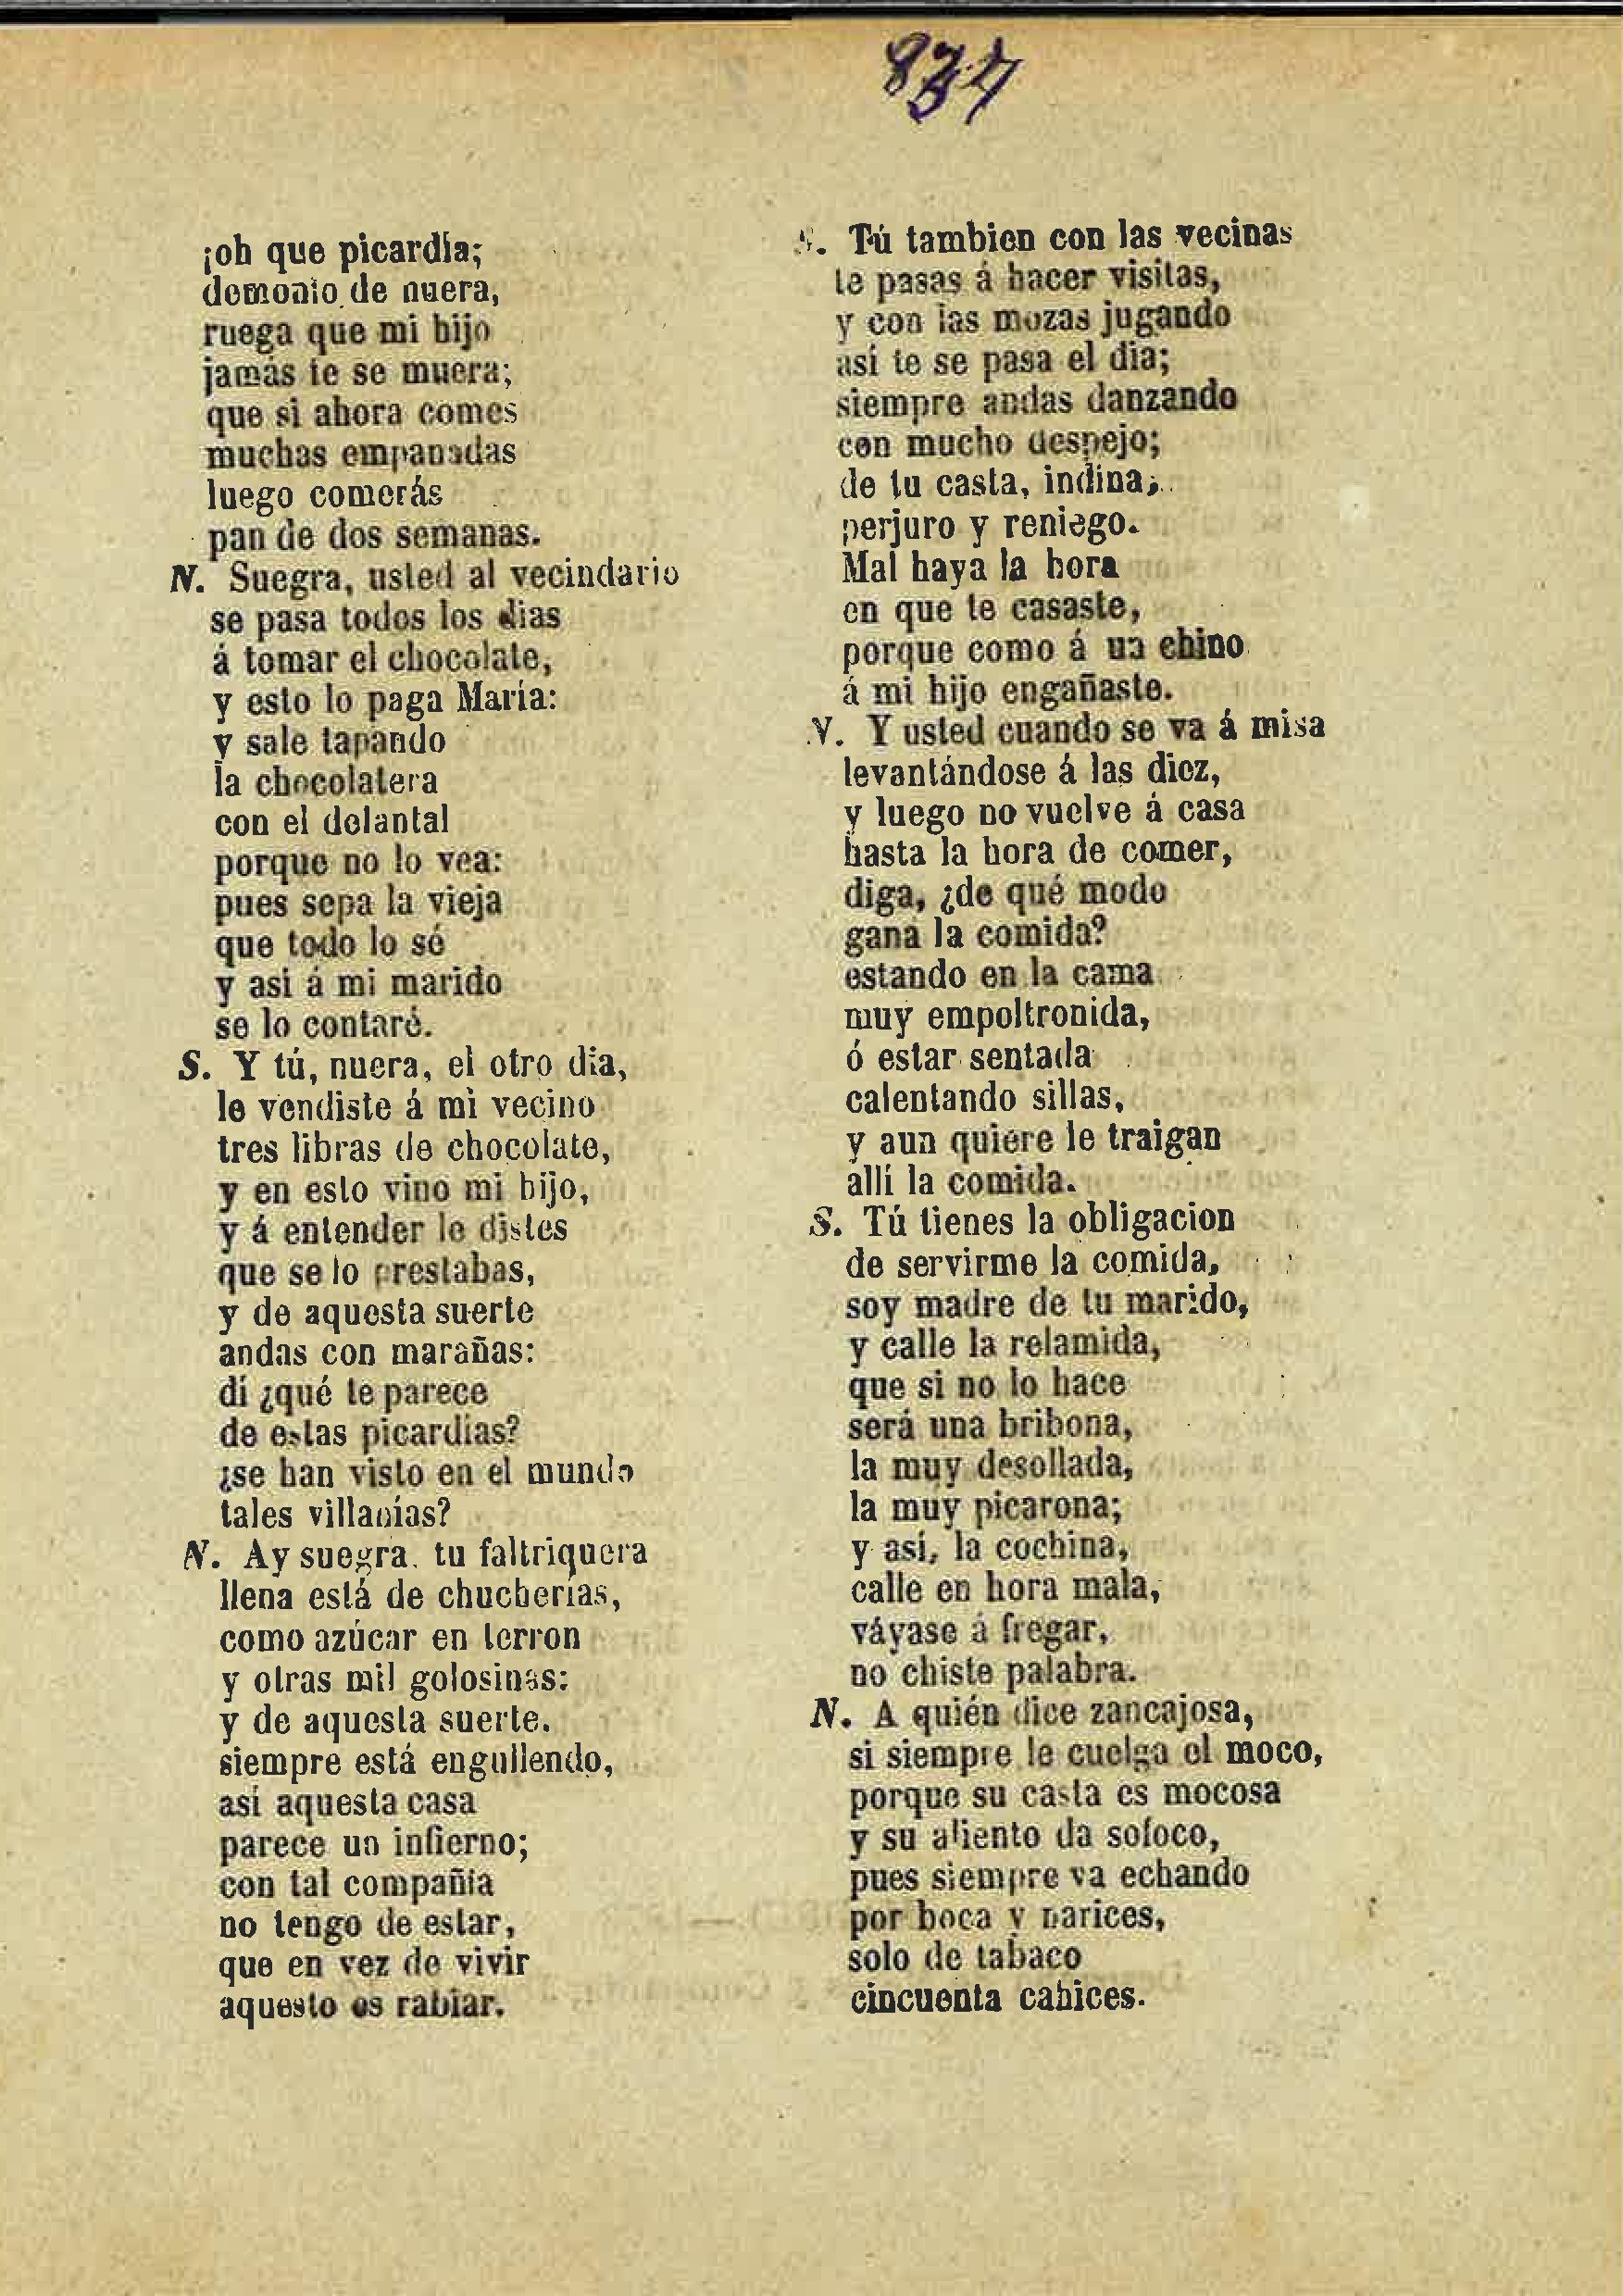 ¡oh que picardía;
demonio de nuera,
ruega que mi hijo
jamás te se muera;
que si ahora comes
muchas empanadas
luego comerás
pan de dos semanas.
N. Suegra, usted al vecindario
se pasa todos los dias
á tomar el chocolate,
y esto lo paga María:
y sale tapando
la chocolatera
con el delantal
porque no lo vea:
pues sepa la vieja
que todo lo sé
y asi á mi marido
se lo contaré.
S. Y tú, nuera, el otro dia,
le vendiste á mi vecino
tres libras de chocolate,
y en esto vino mi hijo,
y á entender le distes
que se lo prestabas,
y de aquesta suerte
andas con marañas:
di ¿qué te parece
de estas picardias?
¿se han visto en el mundo
tales villanías?
N. Ay suegra, tu faltriquera
llena está de chucherías,
como azúcar en terron
y otras mil golosinas:
y de aquesta suerte.
siempre está engullendo,
así aquesta casa
parece un infierno;
con tal compañia
no tengo de estar,
que en vez de vivir
aquesto es rabiar.
S. Tú tambien con las vecinas
te pasas á hacer visitas,
y con las mozas jugando
así te se pasa el dia;
siempre andas danzando
con mucho despejo;
de tu casta, indina,
perjuro y reniego.
Mal haya la hora
en que te casaste,
porque como á un chino
á mi hijo engañaste.
N. Y usted cuando se va á misa
levantándose á las diez,
y luego no vuelve á casa
hasta la hora de comer,
diga, ¿de qué modo
gana la comida?
estando en la cama
muy empoltronida,
ó estar sentada
calentando sillas,
y aun quiere le traigan
allí la comida.
S. Tú tienes la obligacion
de servirme la comida,
soy madre de tu marido,
y calle la relamida,
que si no lo hace
será una bribona,
la muy desollada,
la muy picarona;
y así, la cochina,
calle en hora mala,
váyase á fregar,
no chiste palabra.
N. A quién dice zancajosa,
si siempre le cuelga el moco,
porque su casta es mocosa
y su aliento da sofoco,
pues siempre va echando
por boca y narices,
solo de tabaco
cincuenta cahices.